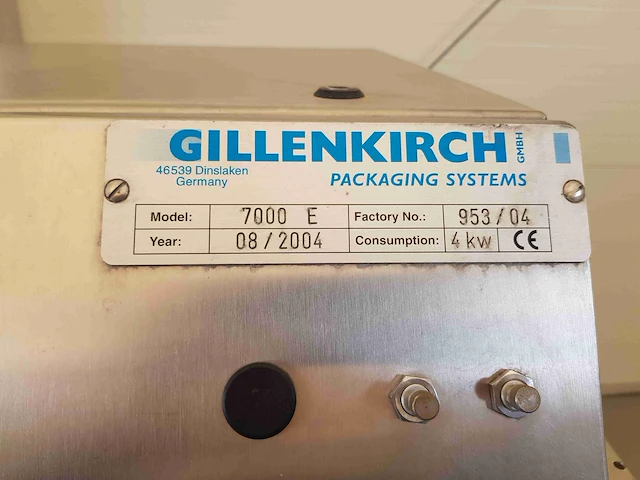 GILLENKIRCH GMBH
46539 Dinslaken
Germany
PACKAGING SYSTEMS
Model: 7000 E Factory No.: 953/04
Year: 08/2004 Consumption: 4 kw CE